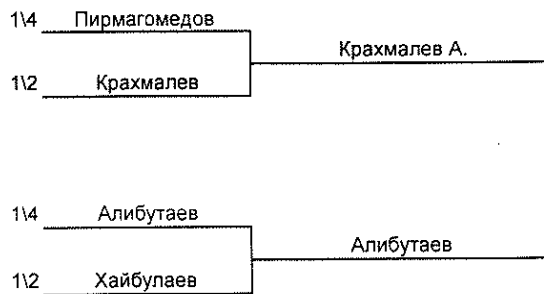 1\4 Пирмагомедов
Крахмалев А.
1\2 Крахмалев
1\4 Алибутаев
Алибутаев
1\2 Хайбулаев